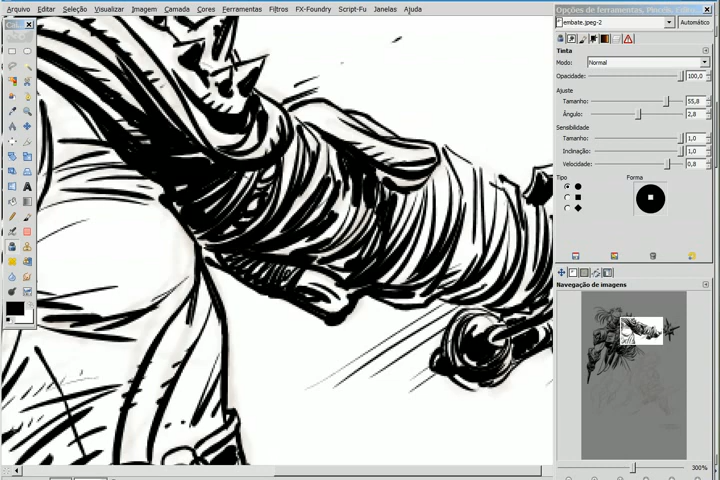 Opções de ferramentas, Pincéis,
Arquivo Editar Seleção Visualizar Imagem Camada Cores Ferramentas Filtros FX-Foundry Script-Fu Janelas Ajuda
embate.jpeg-2 Automático
Tinta
Modo: Normal
Opacidade: 100,0
Ajuste
Tamanho: 55,8
Ângulo: 2,8
Sensibilidade
Tamanho: 1,0
Inclinação: 1,0
Velocidade: 0,8
Tipo Forma
Navegação de imagens
300%